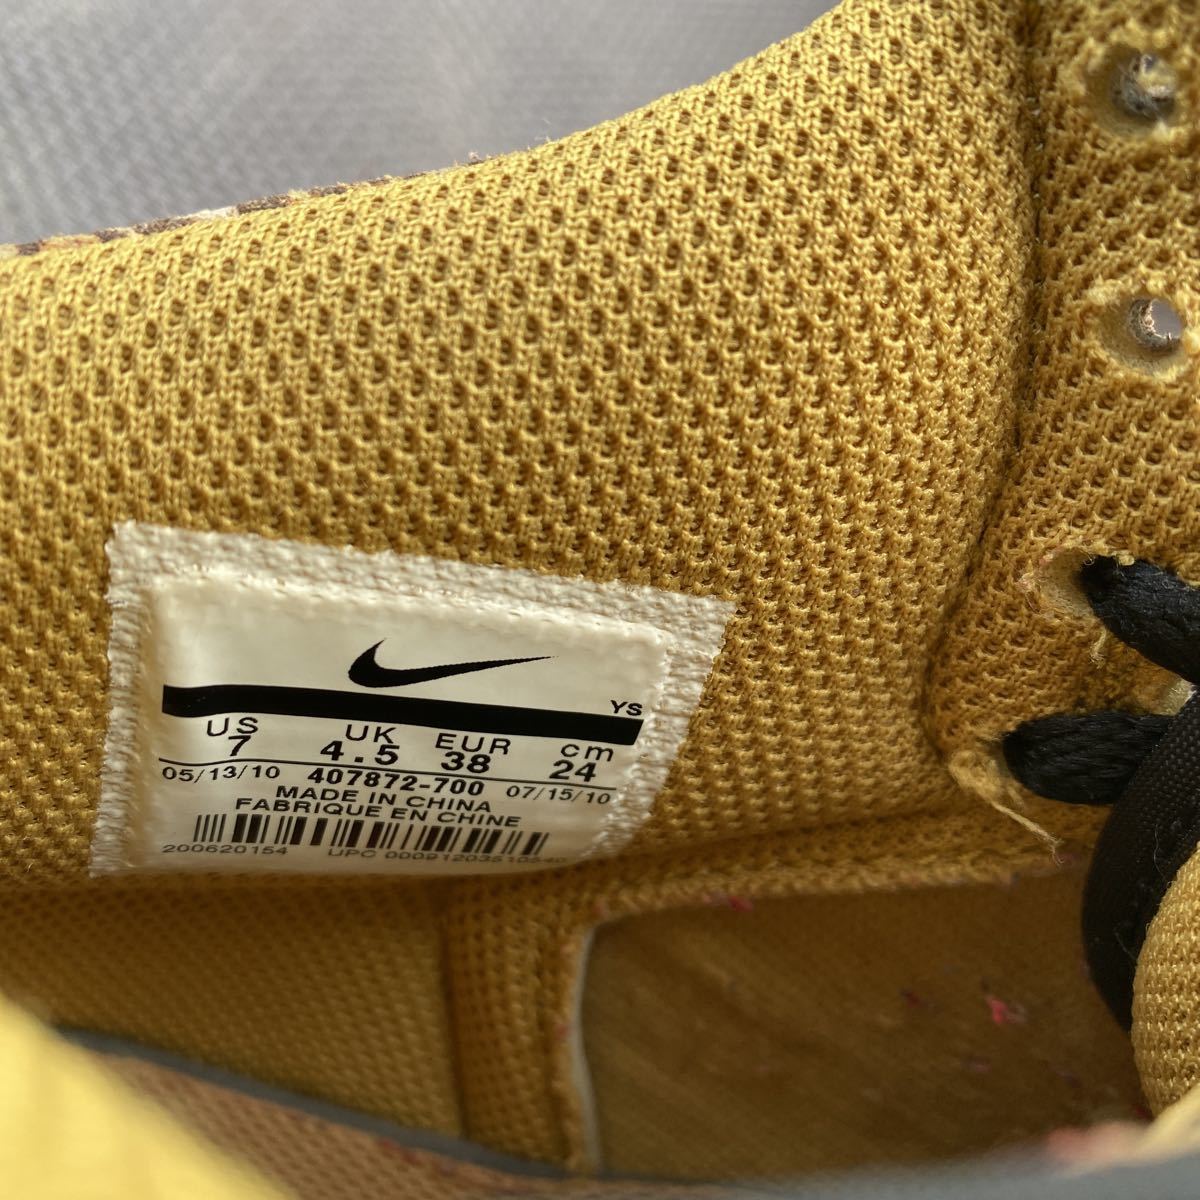 YS
US UK EUR cm
7 4.5 38 24
05/13/10 407872-700 07/15/10
MADE IN CHINA
FABRIQUE EN CHINE
200620154 UPC